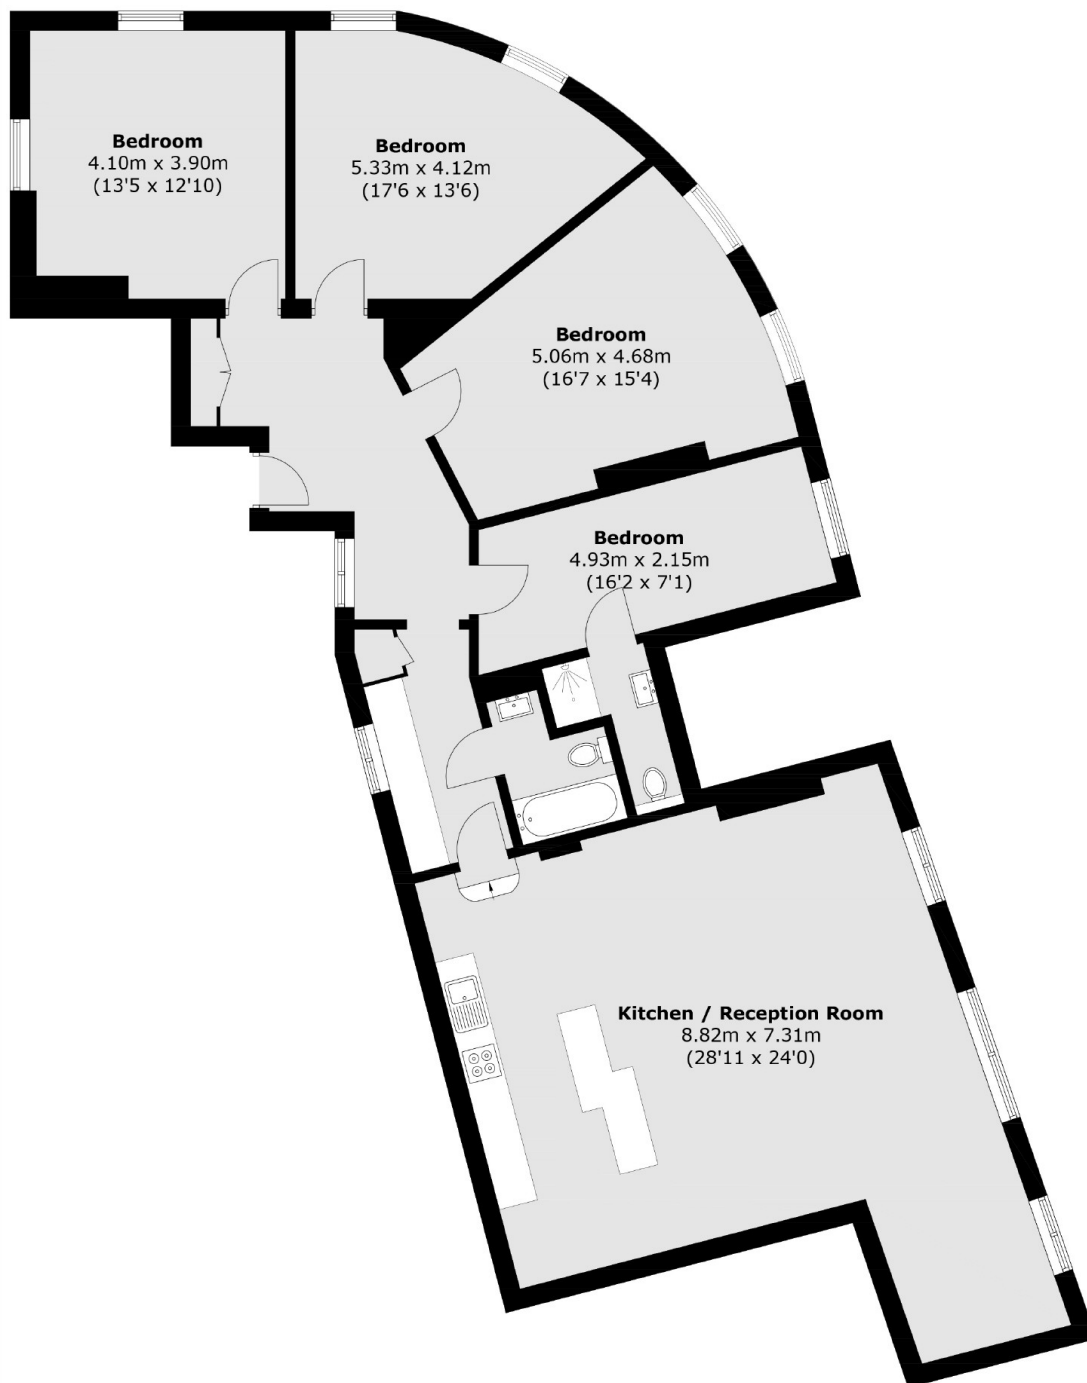 Bedroom
4.10m x 3.90m
(13'5 x 12'10)
Bedroom
5.33m x 4.12m
(17'6 x 13'6)
Bedroom
5.06m x 4.68m
(16'7 x 15'4)
Bedroom
4.93m x 2.15m
(16'2 x 7'1)
Kitchen / Reception Room
8.82m x 7.31m
(28'11 x 24'0)